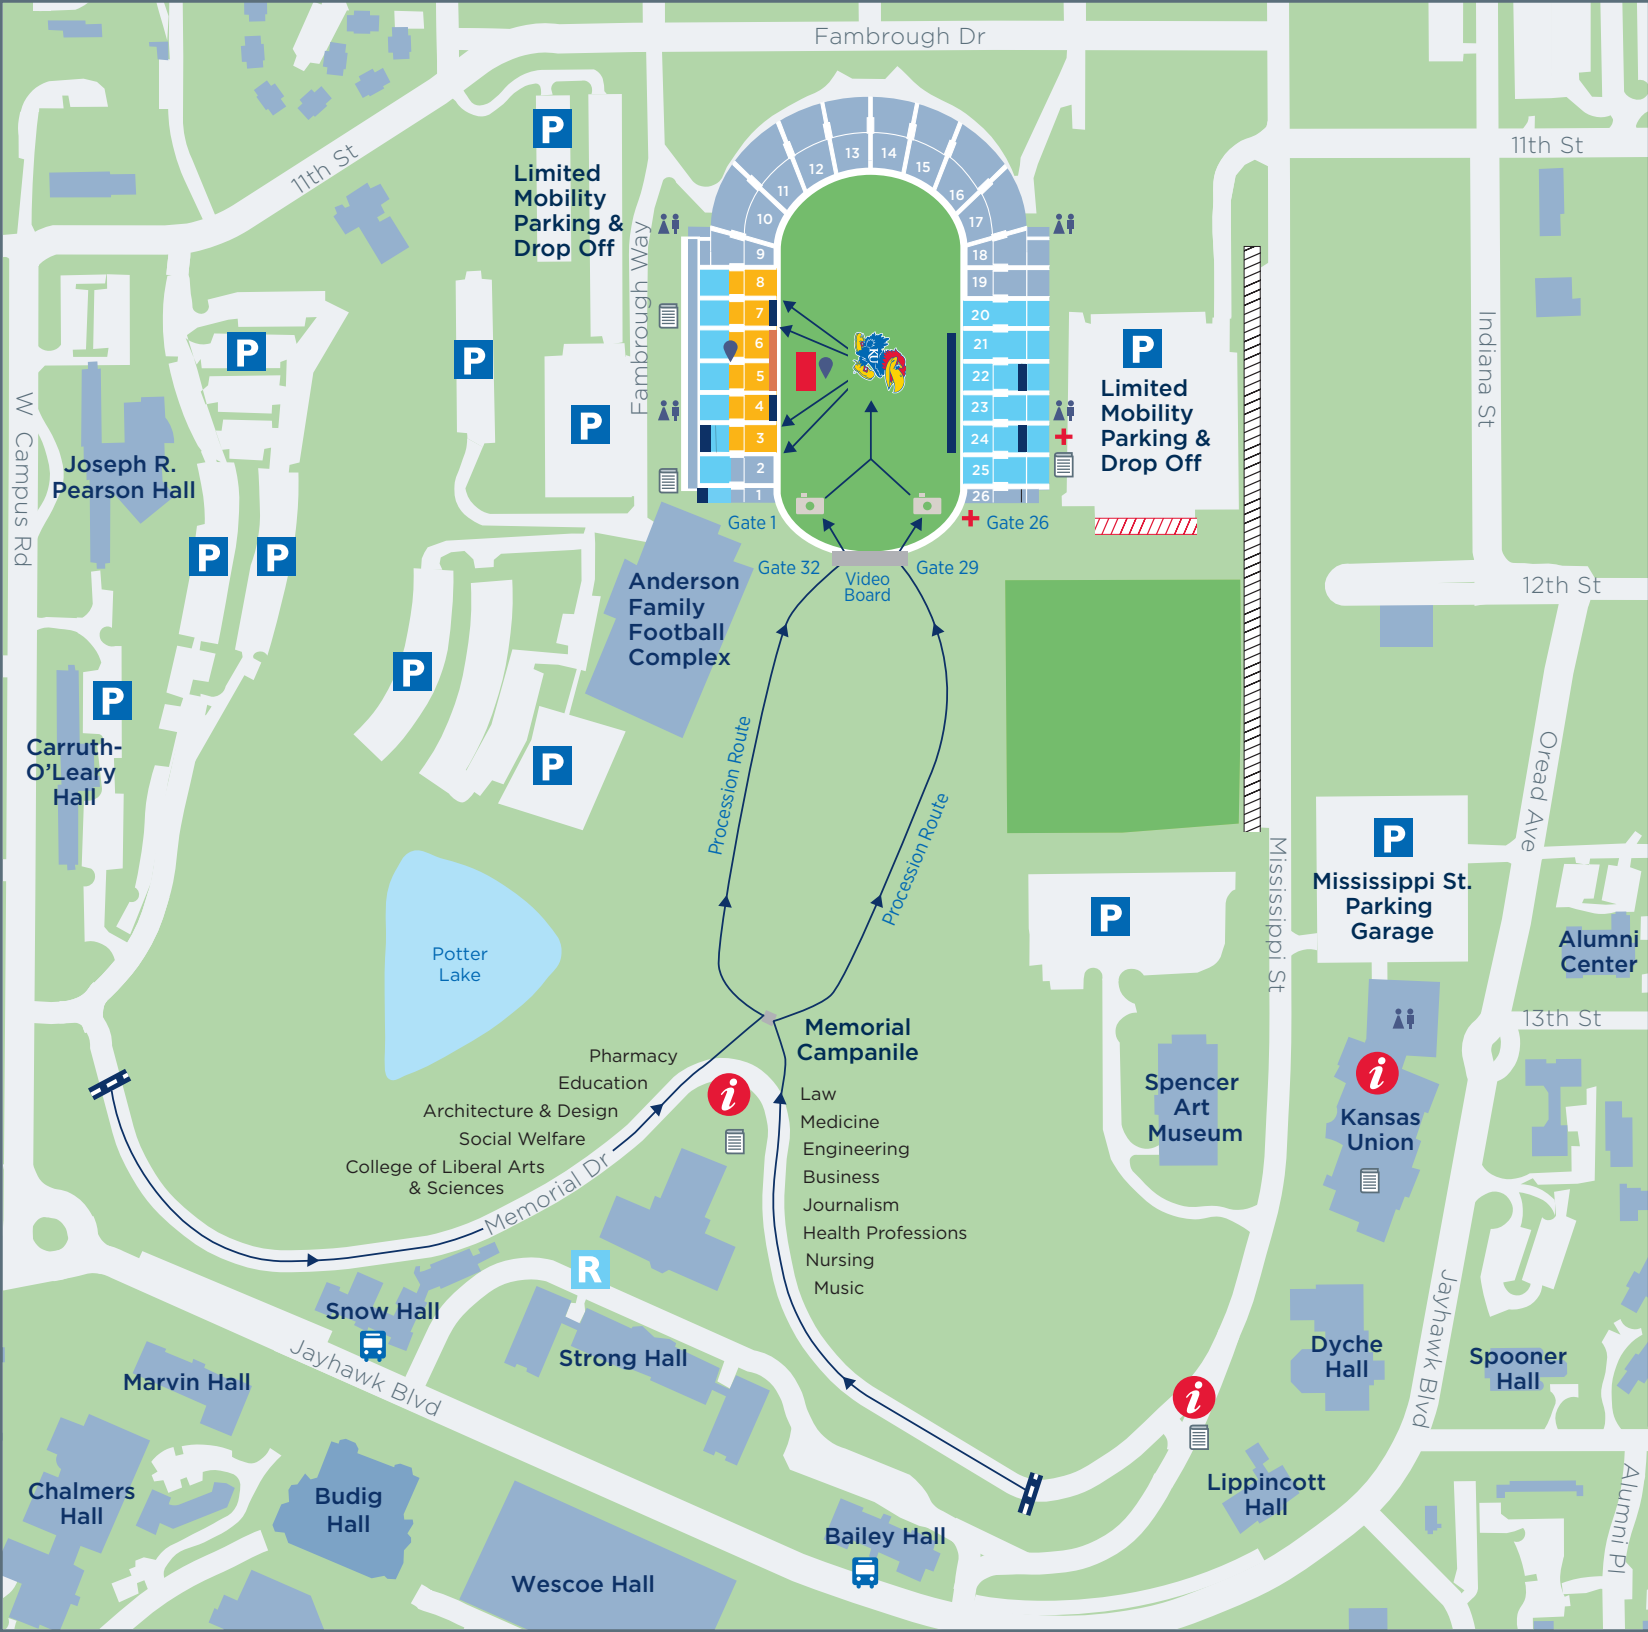 Fambrough Dr
11th St
11th St
P
Limited
Mobility
Parking &
Drop Off
Fambrough Way
1
2
3
4
5
6
7
8
9
10
11
12
13
14
15
16
17
18
19
20
21
22
23
24
25
26
KU
P
Limited
Mobility
Parking &
Drop Off
Indiana St
W Campus Rd
P
P
P
Joseph R.
Pearson Hall
P
P
Gate 1
Gate 26
Gate 32
Gate 29
Video
Board
Anderson
Family
Football
Complex
12th St
P
P
P
Carruth-
O'Leary
Hall
Procession Route
Procession Route
Oread Ave
Mississippi St
P
Mississippi St.
Parking
Garage
P
Alumni
Center
Potter
Lake
13th St
Memorial
Campanile
Pharmacy
Education
Architecture & Design
Social Welfare
College of Liberal Arts
& Sciences
Memorial Dr
i
Law
Medicine
Engineering
Business
Journalism
Health Professions
Nursing
Music
Spencer
Art
Museum
i
Kansas
Union
R
Snow Hall
Strong Hall
Jayhawk Blvd
Jayhawk Blvd
Marvin Hall
Dyche
Hall
Spooner
Hall
i
Chalmers
Hall
Budig
Hall
Lippincott
Hall
Bailey Hall
Wescoe Hall
Alumni Pl